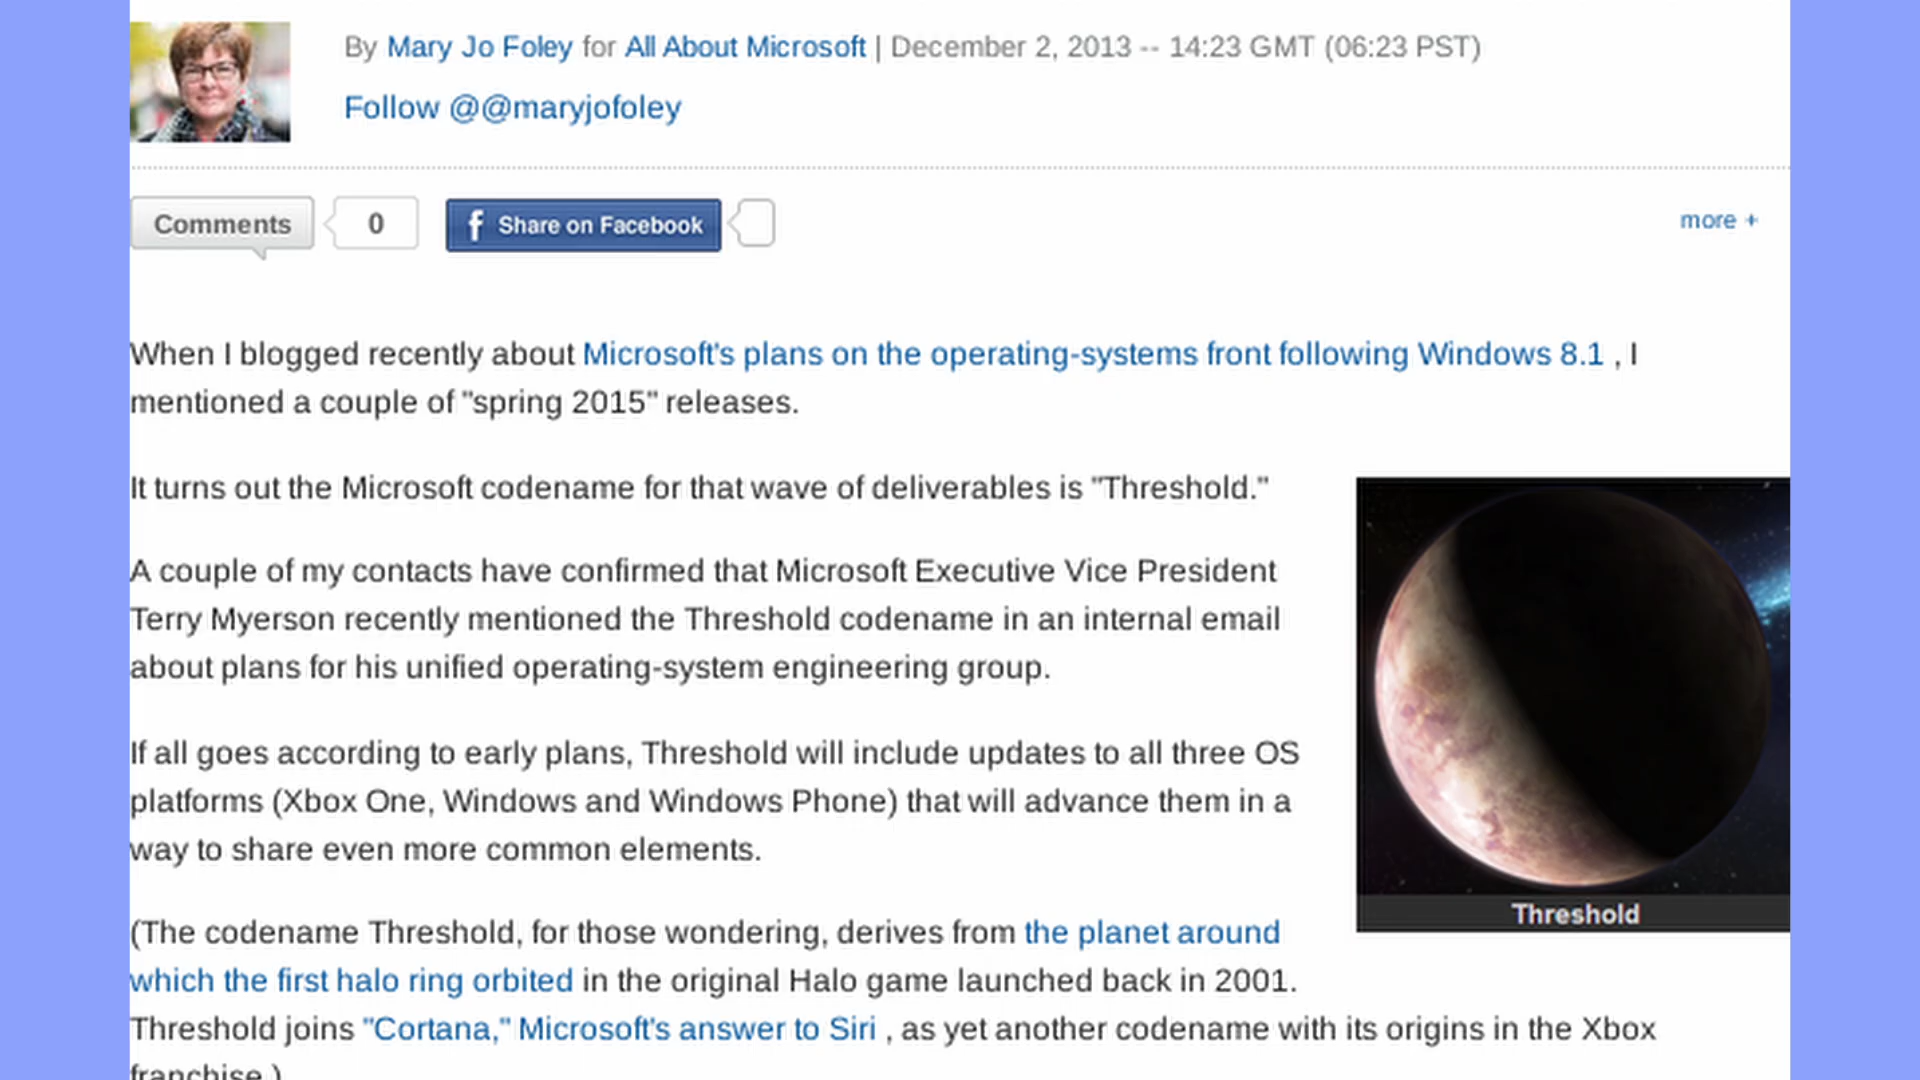 By Mary Jo Foley for All About Microsoft | December 2, 2013 -- 14:23 GMT (06:23 PST)
Follow @@maryjofoley
Comments 0 Share on Facebook more +
When I blogged recently about Microsoft's plans on the operating-systems front following Windows 8.1 , I
mentioned a couple of "spring 2015" releases.
It turns out the Microsoft codename for that wave of deliverables is "Threshold."
A couple of my contacts have confirmed that Microsoft Executive Vice President
Terry Myerson recently mentioned the Threshold codename in an internal email
about plans for his unified operating-system engineering group.
If all goes according to early plans, Threshold will include updates to all three OS
platforms (Xbox One, Windows and Windows Phone) that will advance them in a
way to share even more common elements.
Threshold
(The codename Threshold, for those wondering, derives from the planet around
which the first halo ring orbited in the original Halo game launched back in 2001.
Threshold joins "Cortana," Microsoft's answer to Siri , as yet another codename with its origins in the Xbox
franchise.)